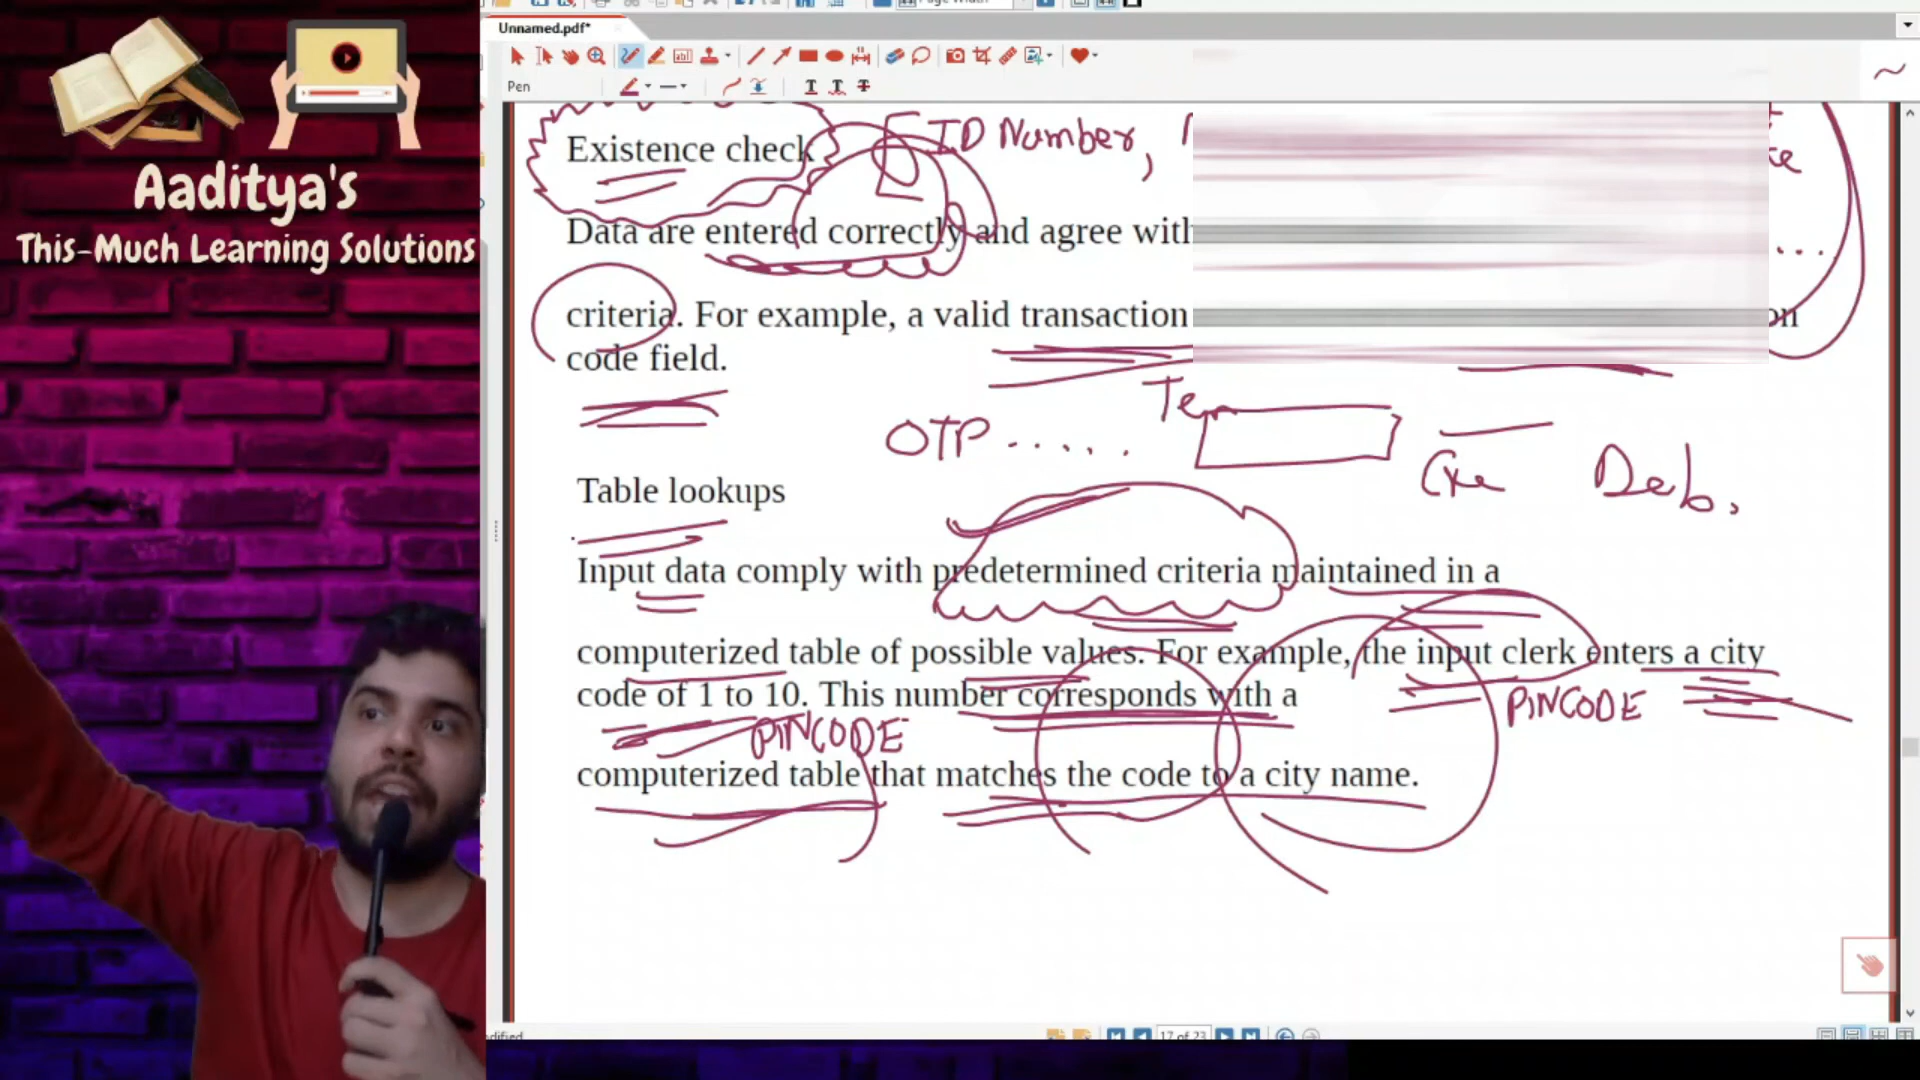 Unnamed.pdf*
Aaditya's
This-Much Learning Solutions
Pen
Existence check
ID Number,
Data are entered correctly and agree with
criteria. For example, a valid transaction
code field.
OTP.....
Deb.
Table lookups
Input data comply with predetermined criteria maintained in a
computerized table of possible values. For example, the input clerk enters a city
code of 1 to 10. This number corresponds with a
PINCODE
PINCODE
computerized table that matches the code to a city name.
17 of 23